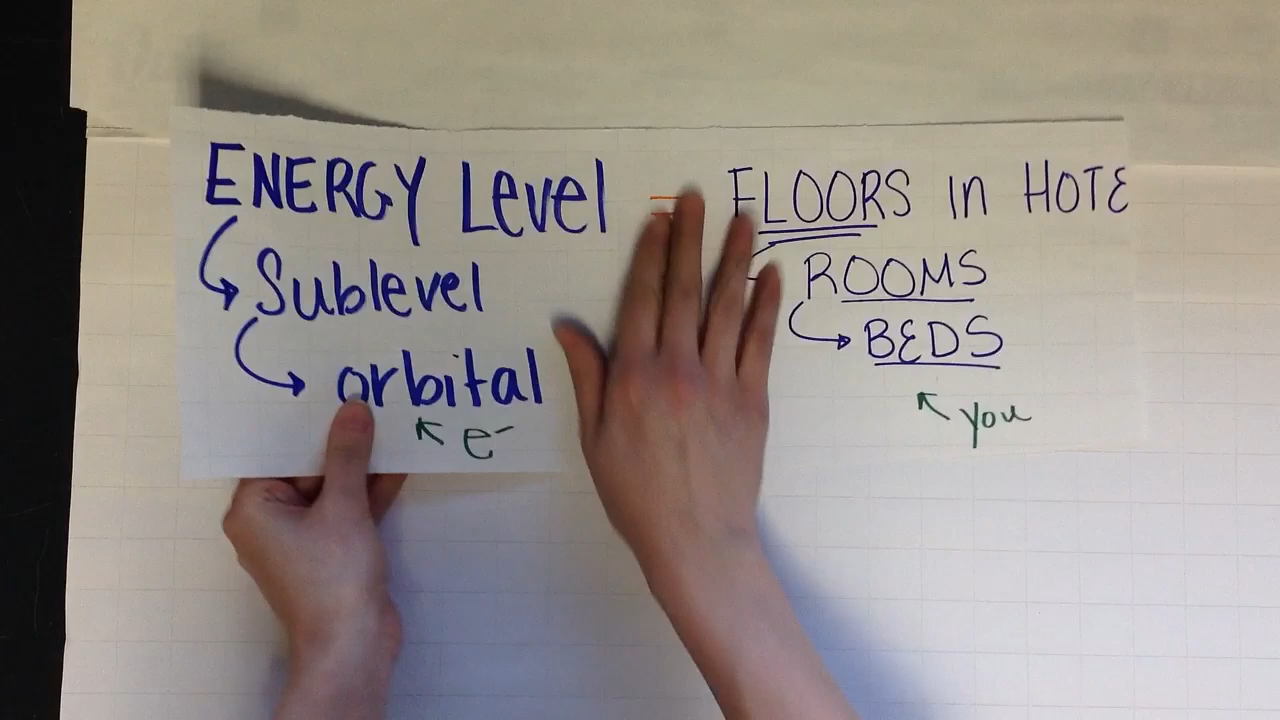 ENERGY Level = FLOORS in HOTE
Sublevel ROOMS
orbital BEDS
e⁻ you